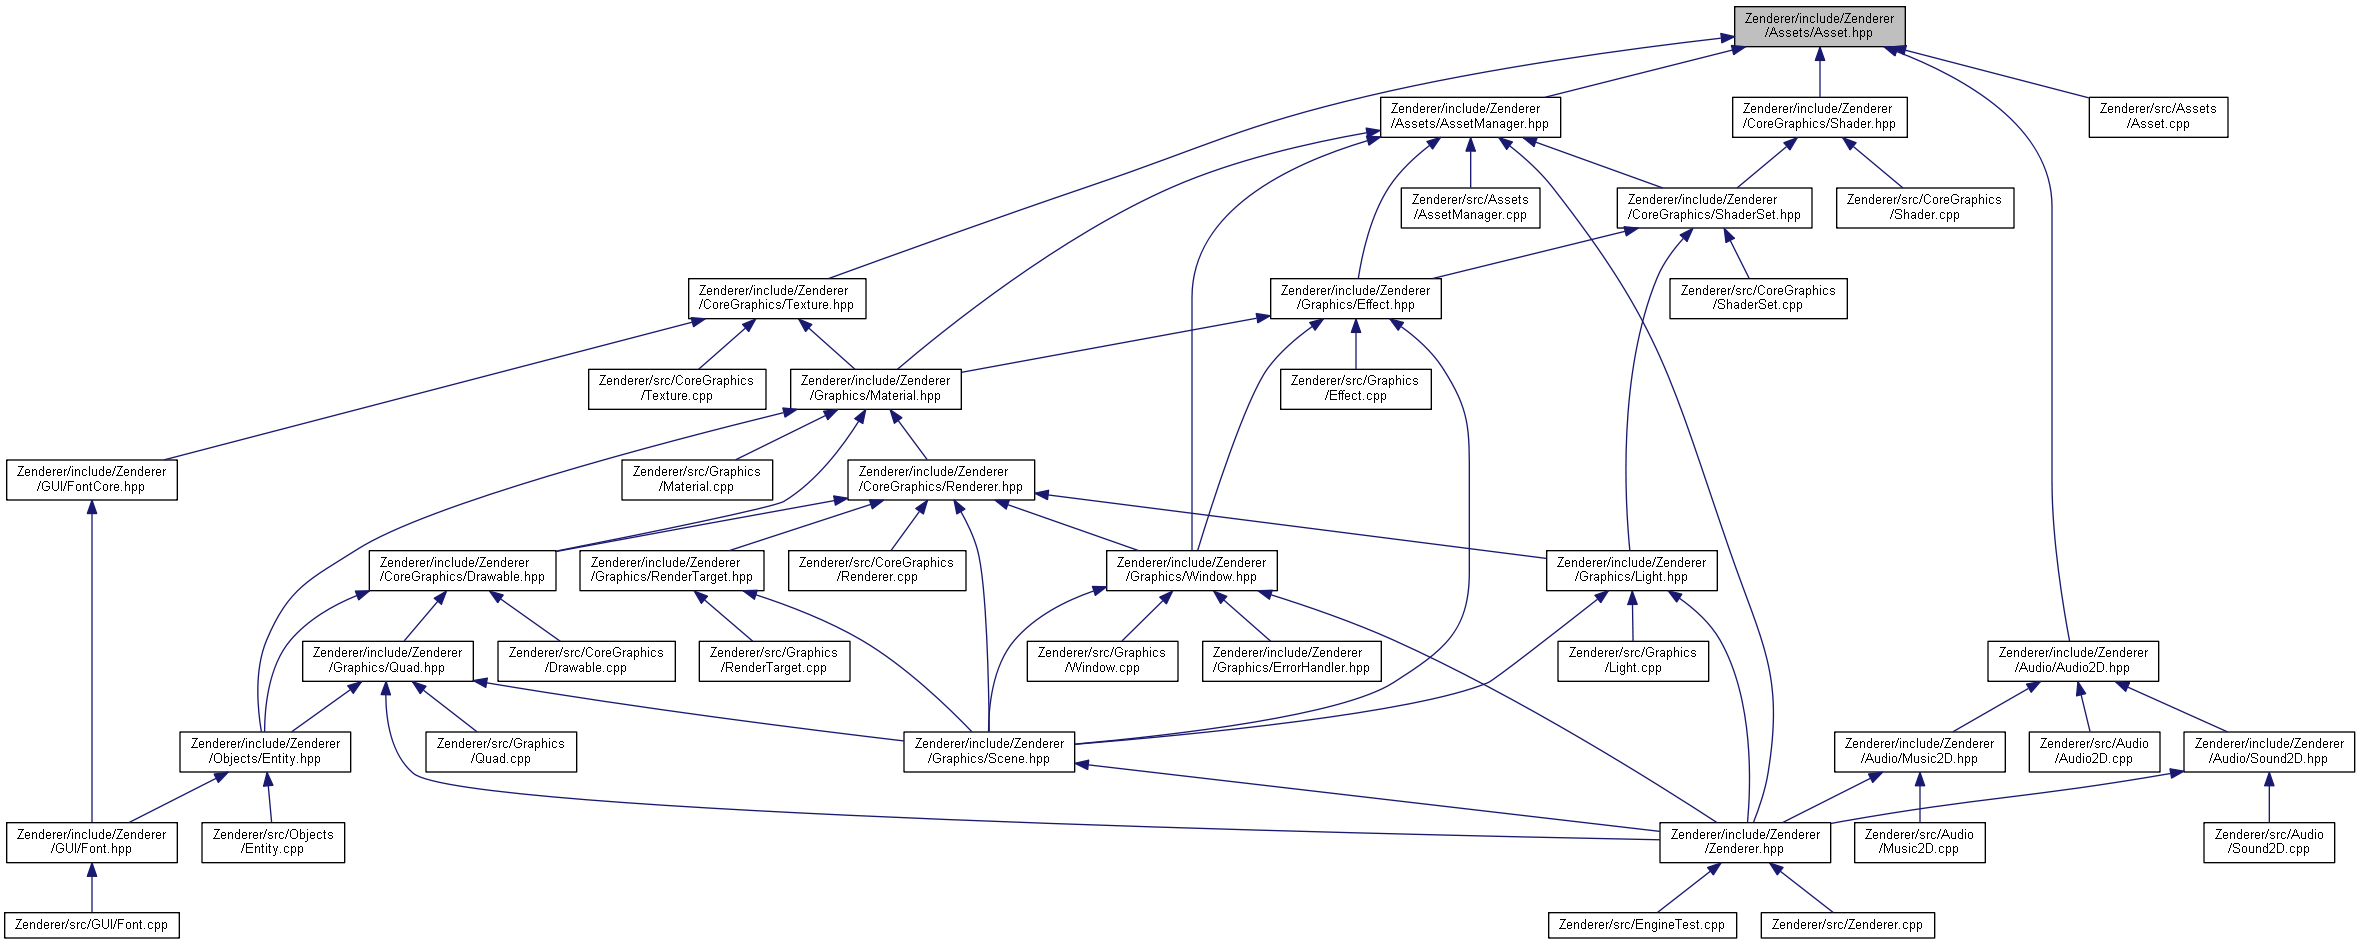 Zenderer/include/Zenderer
/Assets/Asset.hpp
Zenderer/include/Zenderer
/Assets/AssetManager.hpp
Zenderer/include/Zenderer
/CoreGraphics/Shader.hpp
Zenderer/src/Assets
/Asset.cpp
Zenderer/src/Assets
/AssetManager.cpp
Zenderer/include/Zenderer
/CoreGraphics/ShaderSet.hpp
Zenderer/src/CoreGraphics
/Shader.cpp
Zenderer/include/Zenderer
/CoreGraphics/Texture.hpp
Zenderer/include/Zenderer
/Graphics/Effect.hpp
Zenderer/src/CoreGraphics
/ShaderSet.cpp
Zenderer/src/CoreGraphics
/Texture.cpp
Zenderer/include/Zenderer
/Graphics/Material.hpp
Zenderer/src/Graphics
/Effect.cpp
Zenderer/include/Zenderer
/GUI/FontCore.hpp
Zenderer/src/Graphics
/Material.cpp
Zenderer/include/Zenderer
/CoreGraphics/Renderer.hpp
Zenderer/include/Zenderer
/CoreGraphics/Drawable.hpp
Zenderer/include/Zenderer
/Graphics/RenderTarget.hpp
Zenderer/src/CoreGraphics
/Renderer.cpp
Zenderer/include/Zenderer
/Graphics/Window.hpp
Zenderer/include/Zenderer
/Graphics/Light.hpp
Zenderer/include/Zenderer
/Graphics/Quad.hpp
Zenderer/src/CoreGraphics
/Drawable.cpp
Zenderer/src/Graphics
/RenderTarget.cpp
Zenderer/src/Graphics
/Window.cpp
Zenderer/include/Zenderer
/Graphics/ErrorHandler.hpp
Zenderer/src/Graphics
/Light.cpp
Zenderer/include/Zenderer
/Audio/Audio2D.hpp
Zenderer/include/Zenderer
/Objects/Entity.hpp
Zenderer/src/Graphics
/Quad.cpp
Zenderer/include/Zenderer
/Graphics/Scene.hpp
Zenderer/include/Zenderer
/Audio/Music2D.hpp
Zenderer/src/Audio
/Audio2D.cpp
Zenderer/include/Zenderer
/Audio/Sound2D.hpp
Zenderer/include/Zenderer
/GUI/Font.hpp
Zenderer/src/Objects
/Entity.cpp
Zenderer/include/Zenderer
/Zenderer.hpp
Zenderer/src/Audio
/Music2D.cpp
Zenderer/src/Audio
/Sound2D.cpp
Zenderer/src/GUI/Font.cpp
Zenderer/src/EngineTest.cpp
Zenderer/src/Zenderer.cpp